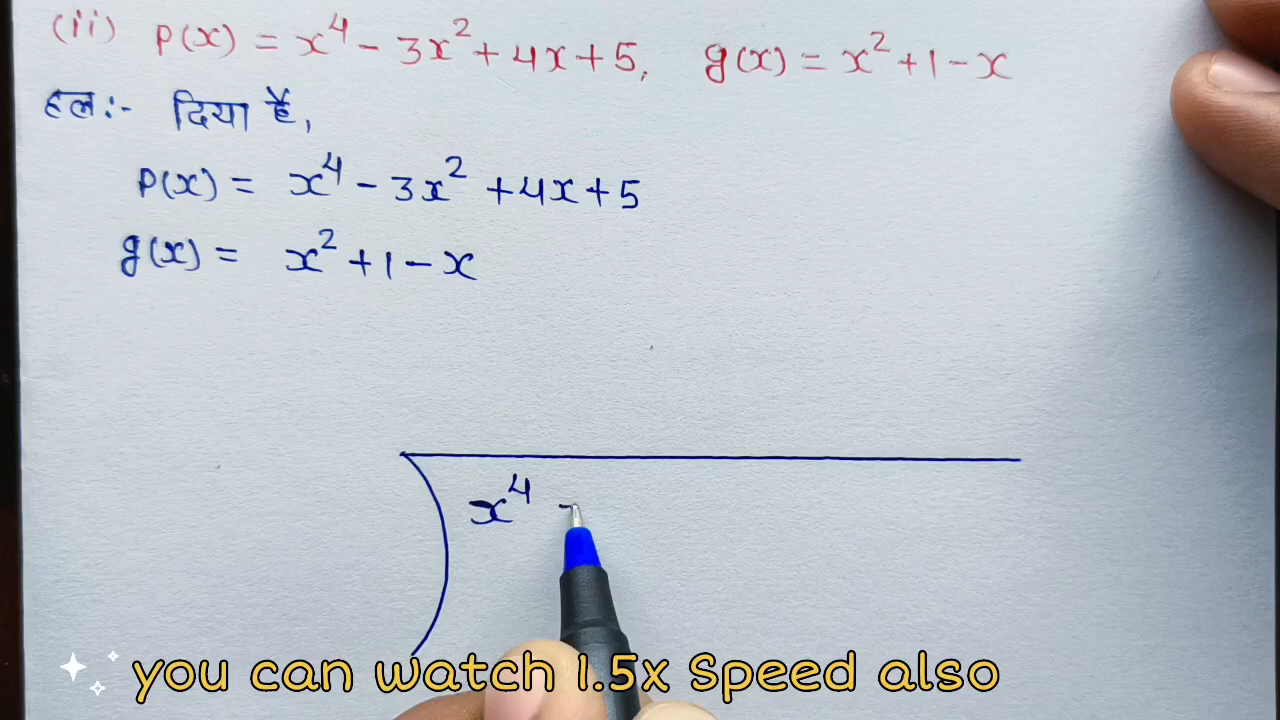 (ii) p(x) = x⁴ - 3x² + 4x + 5, g(x) = x² + 1 - x
हल:- दिया है,
p(x) = x⁴ - 3x² + 4x + 5
g(x) = x² + 1 - x
x⁴ -
you can watch 1.5x Speed also